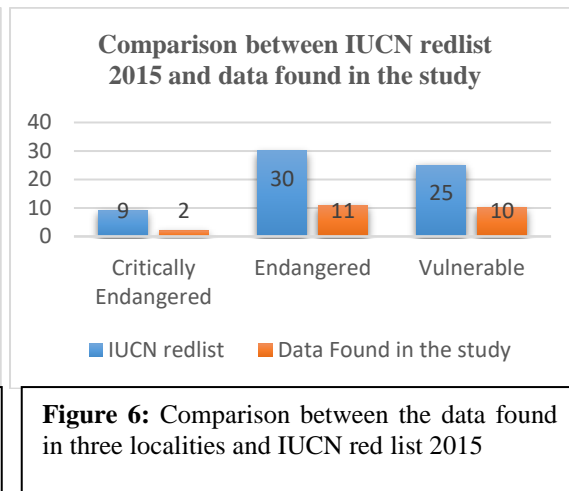 Comparison between IUCN redlist
2015 and data found in the study
40
30
20
10
0
9
2
30
11
25
10
Critically
Endangered
Endangered
Vulnerable
IUCN redlist
Data Found in the study
Figure 6: Comparison between the data found
in three localities and IUCN red list 2015